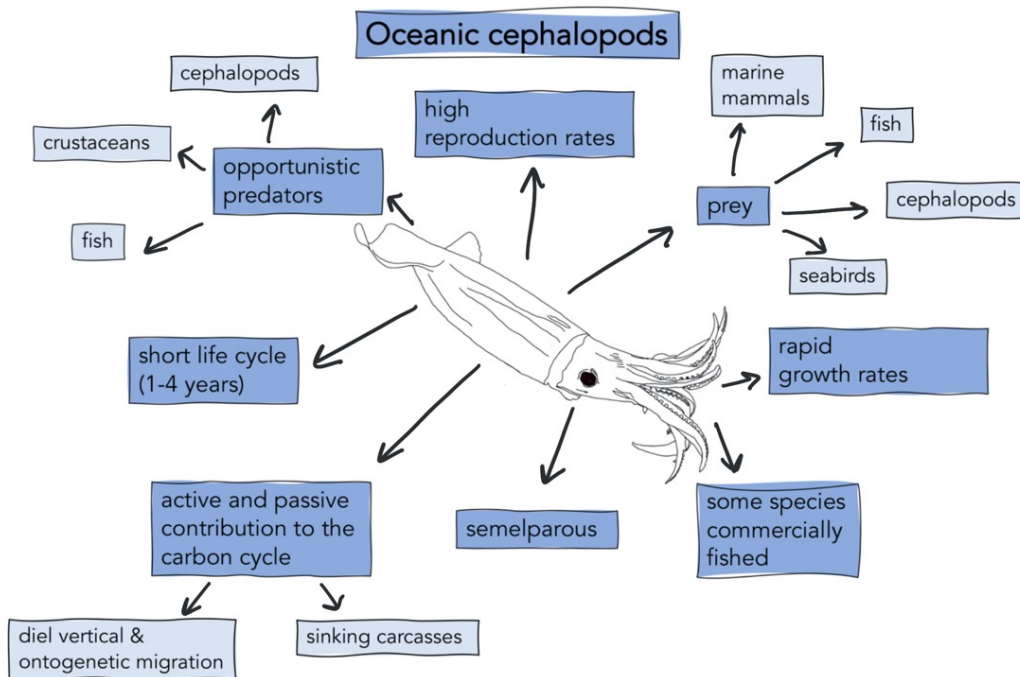 Oceanic cephalopods
cephalopods
crustaceans
opportunistic
predators
fish
high
reproduction rates
marine
mammals
fish
prey
cephalopods
seabirds
short life cycle
(1-4 years)
rapid
growth rates
active and passive
contribution to the
carbon cycle
semelparous
some species
commercially
fished
diel vertical &
ontogenetic migration
sinking carcasses